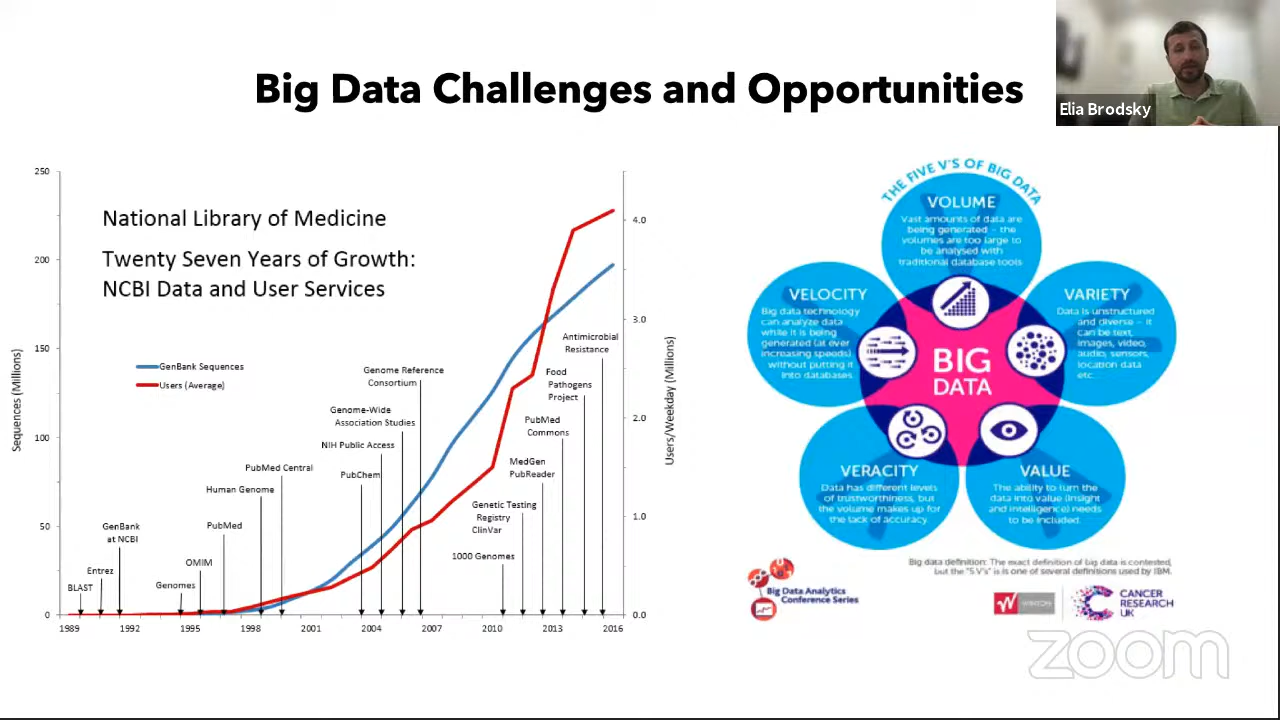 Big Data Challenges and Opportunities
Elia Brodsky
National Library of Medicine
Twenty Seven Years of Growth:
NCBI Data and User Services
Sequences (Millions)
250
200
150
100
50
0
GenBank Sequences
Users (Average)
BLAST
Entrez
GenBank
at NCBI
Genomes
OMIM
PubMed
Human Genome
PubMed Central
PubChem
NIH Public Access
Genome-Wide
Association Studies
Genome Reference
Consortium
1000 Genomes
Genetic Testing
Registry
ClinVar
MedGen
PubReader
PubMed
Commons
Food
Pathogens
Project
Antimicrobial
Resistance
1989
1992
1995
1998
2001
2004
2007
2010
2013
2016
4.0
3.0
2.0
1.0
0.0
Users/Weekday (Millions)
THE FIVE V'S OF BIG DATA
VOLUME
Vast amounts of data are
being generated – the
volumes are too large to
be analysed with
traditional database tools
VELOCITY
Big data technology
can analyze data
while it is being
generated (at ever
increasing speeds)
without putting it
into databases
VARIETY
Data is unstructured
and diverse – it
can be text,
images, video,
audio, sensors,
location data
etc...
BIG
DATA
VERACITY
Data has different levels
of trustworthiness, but
the volume makes up for
the lack of accuracy
VALUE
The ability to turn the
data into value (insight
and intelligence) needs
to be included.
Big data definition: The exact definition of big data is contested,
but the "5 V's" is one of several definitions used by IBM.
Big Data Analytics
Conference Series
WINTON
CANCER
RESEARCH
UK
zoom